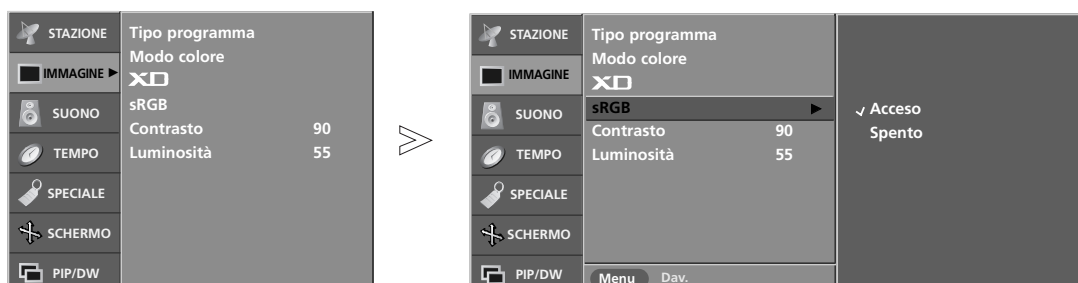 STAZIONE
IMMAGINE
SUONO
TEMPO
SPECIALE
SCHERMO
PIP/DW
Tipo programma
Modo colore
XD
sRGB
Contrasto 90
Luminosità 55
STAZIONE
IMMAGINE
SUONO
TEMPO
SPECIALE
SCHERMO
PIP/DW
Tipo programma
Modo colore
XD
sRGB
Contrasto 90
Luminosità 55
Menu Dav.
Acceso
Spento